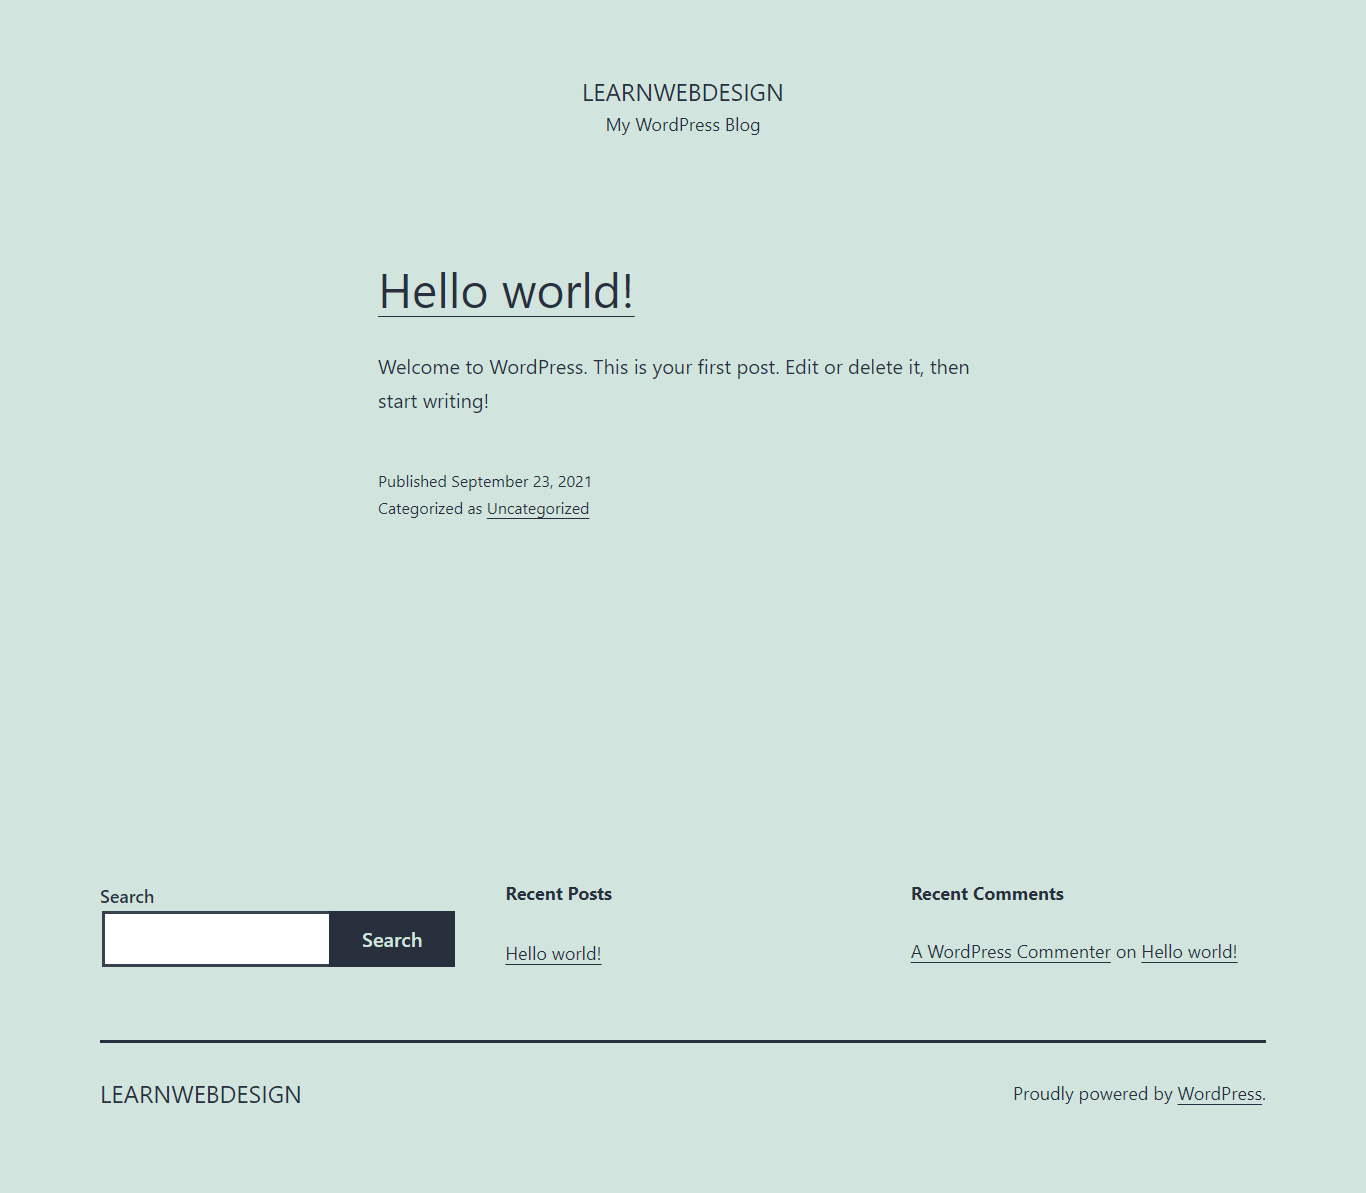 LEARNWEBDESIGN
My WordPress Blog
Hello world!
Welcome to WordPress. This is your first post. Edit or delete it, then
start writing!
Published September 23, 2021
Categorized as Uncategorized
Search
Search
Recent Posts
Hello world!
Recent Comments
A WordPress Commenter on Hello world!
LEARNWEBDESIGN
Proudly powered by WordPress.